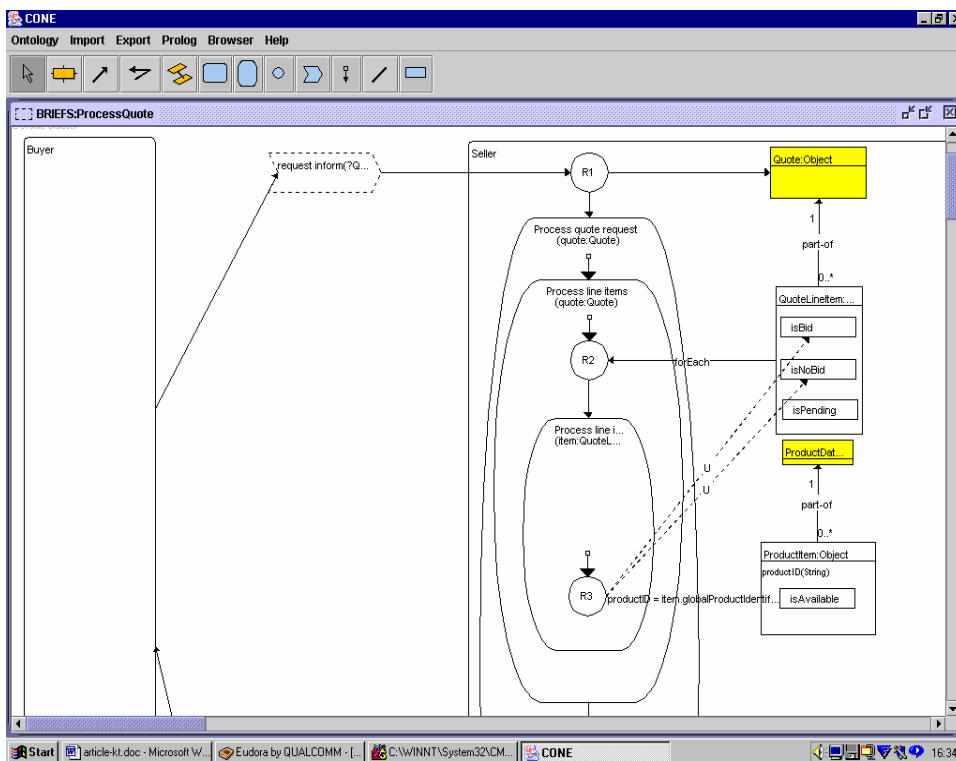 CONE
Ontology Import Export Prolog Browser Help
BRIEFS:ProcessQuote
Buyer
request inform(?Q...
Seller
R1
Quote:Object
1
part-of
0..*
Process quote request
(quote:Quote)
Process line items
(quote:Quote)
QuoteLineItem:...
isBid
R2
forEach
isNoBid
isPending
Process line i...
(item:QuoteL...
ProductDat...
U
U
1
part-of
0..*
ProductItem:Object
productID(String)
R3
productID = item.globalProductIdentif...
isAvailable
Start
article-kt.doc - Microsoft W...
Eudora by QUALCOMM - [...
C:\WINNT\System32\CM...
CONE
16:34